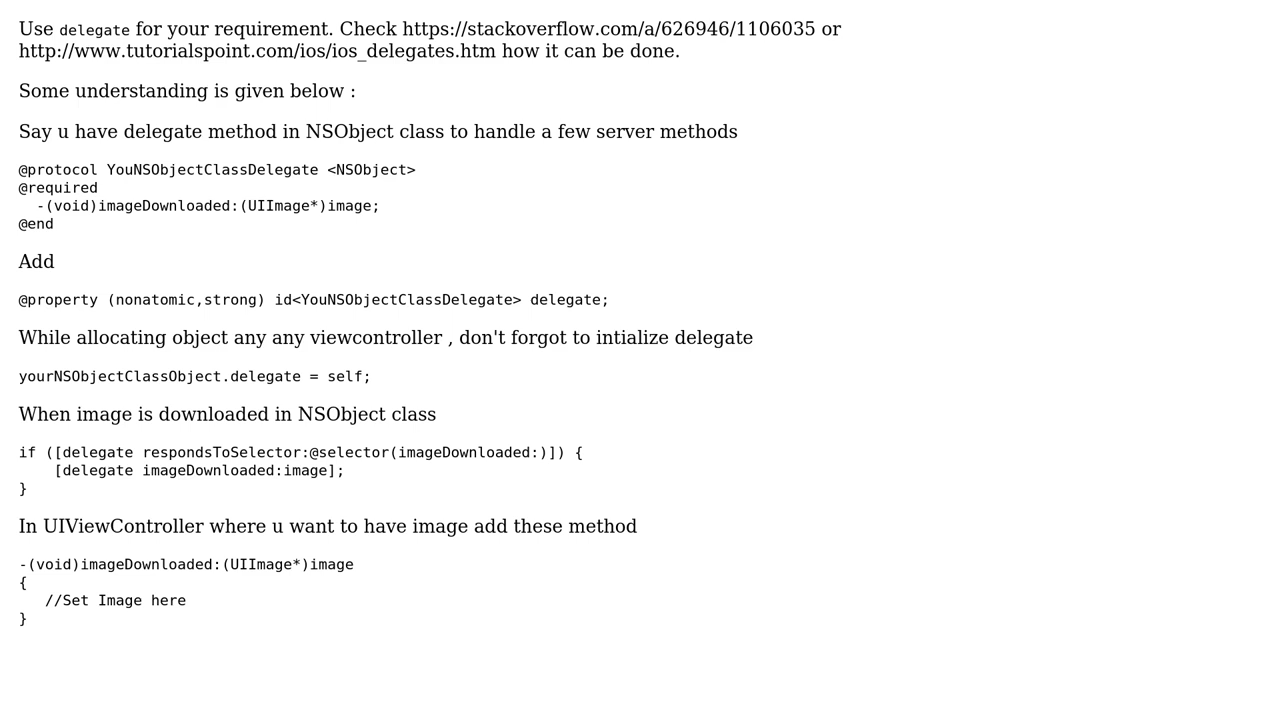 Use delegate for your requirement. Check https://stackoverflow.com/a/626946/1106035 or
http://www.tutorialspoint.com/ios/ios_delegates.htm how it can be done.
Some understanding is given below :
Say u have delegate method in NSObject class to handle a few server methods
@protocol YouNSObjectClassDelegate <NSObject>
@required
  -(void)imageDownloaded:(UIImage*)image;
@end
Add
@property (nonatomic,strong) id<YouNSObjectClassDelegate> delegate;
While allocating object any any viewcontroller , don't forgot to intialize delegate
yourNSObjectClassObject.delegate = self;
When image is downloaded in NSObject class
if ([delegate respondsToSelector:@selector(imageDownloaded:)]) {
    [delegate imageDownloaded:image];
}
In UIViewController where u want to have image add these method
-(void)imageDownloaded:(UIImage*)image
{
   //Set Image here
}